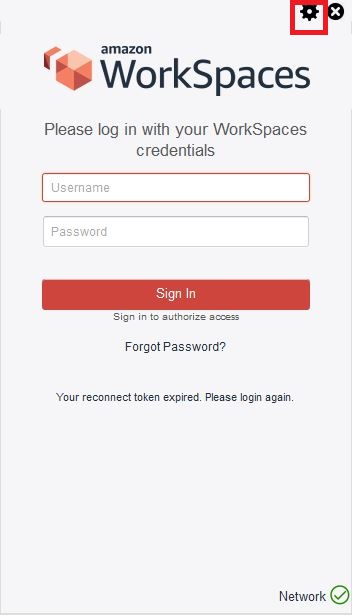 amazon
WorkSpaces
Please log in with your WorkSpaces
credentials
Username
Password
Sign In
Sign in to authorize access
Forgot Password?
Your reconnect token expired. Please login again.
Network